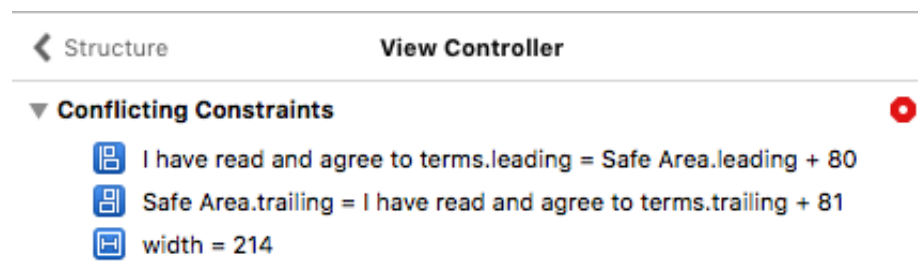 Structure
View Controller
Conflicting Constraints
I have read and agree to terms.leading = Safe Area.leading + 80
Safe Area.trailing = I have read and agree to terms.trailing + 81
width = 214